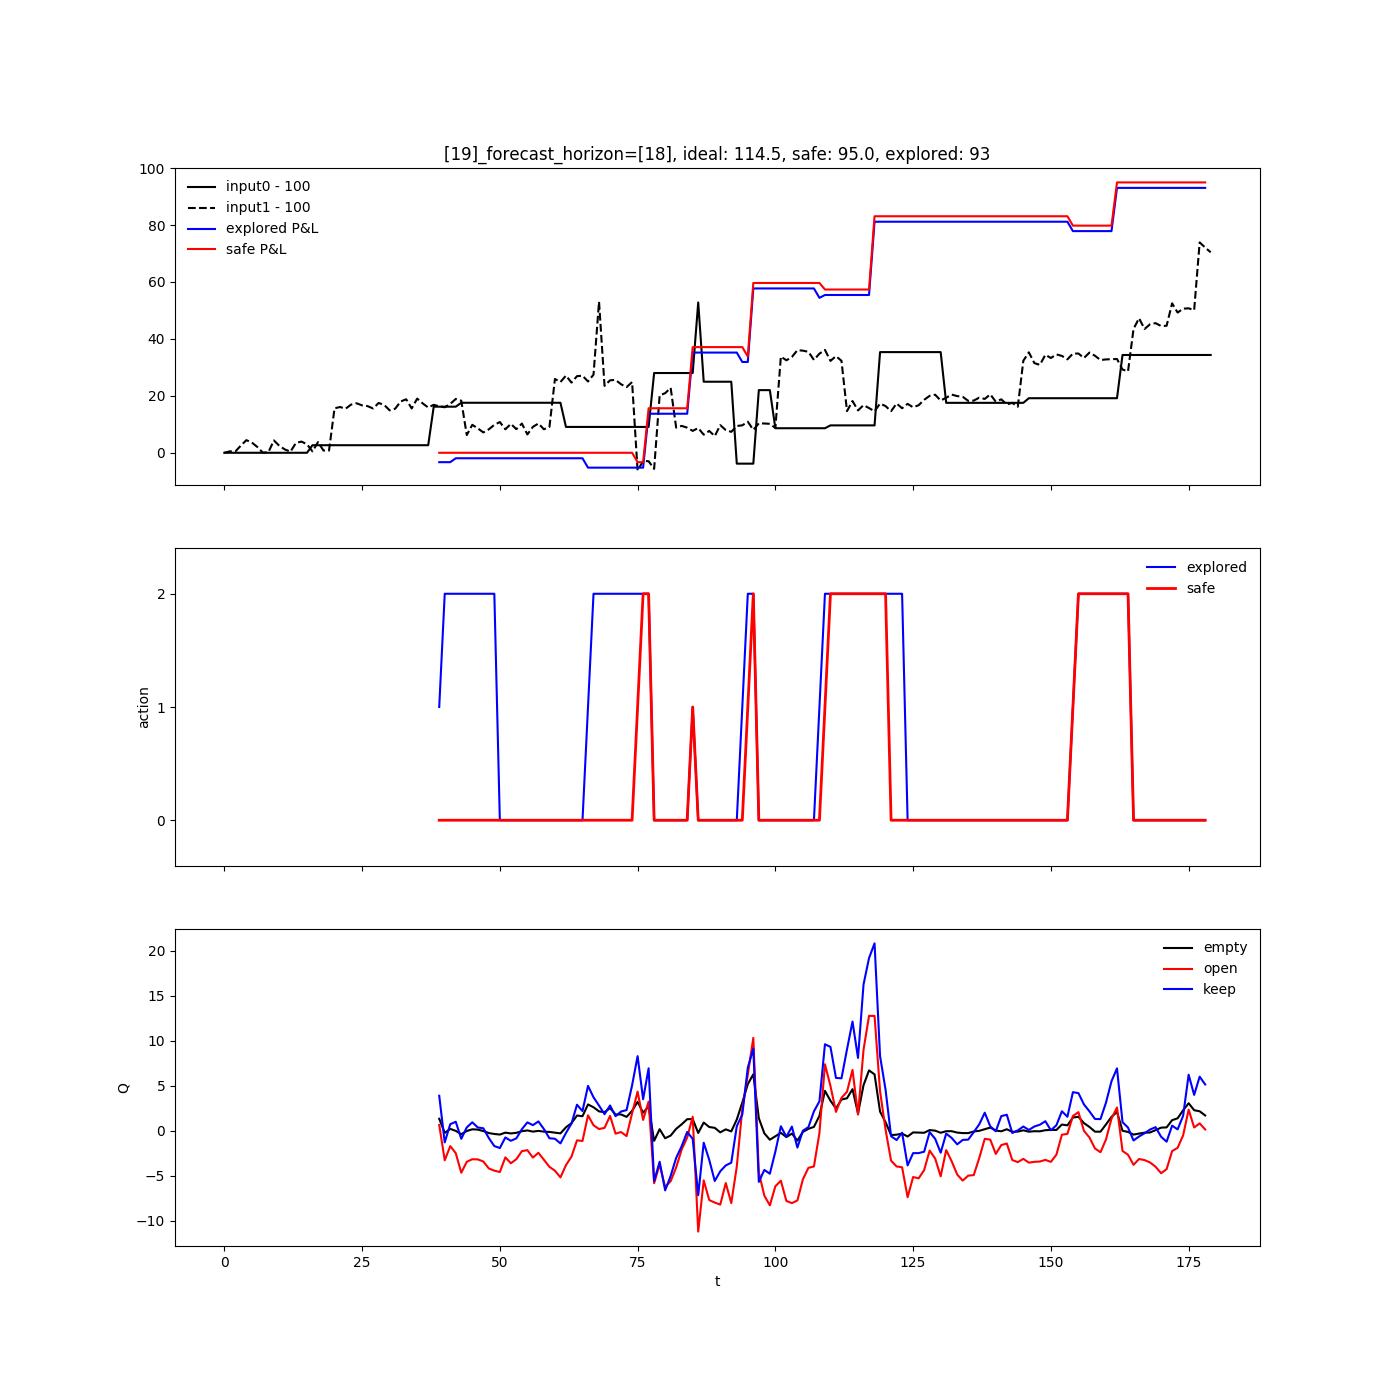 [19]_forecast_horizon=[18], ideal: 114.5, safe: 95.0, explored: 93
100
80
60
40
20
0
input0 - 100
input1 - 100
explored P&L
safe P&L
action
2
1
0
explored
safe
Q
20
15
10
5
0
−5
−10
empty
open
keep
0 25 50 75 100 125 150 175
t